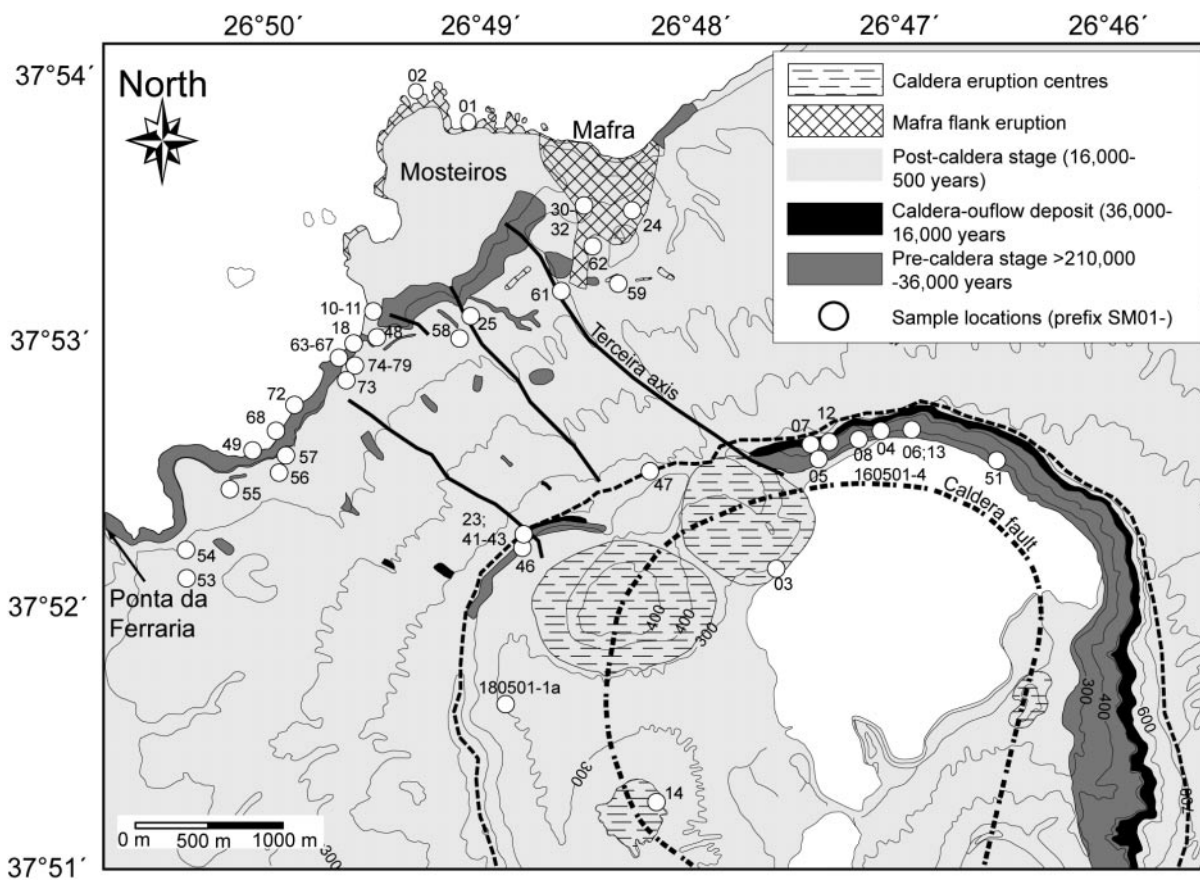 26°50´ 26°49´ 26°48´ 26°47´ 26°46´
37°54´
North
02
01
Mafra
Mosteiros
Caldera eruption centres
Mafra flank eruption
Post-caldera stage (16,000-
500 years)
Caldera-ouflow deposit (36,000-
16,000 years)
Pre-caldera stage >210,000
-36,000 years
Sample locations (prefix SM01-)
30-
32
24
62
59
61
10-11
37°53´
18
48
58
25
63-67
74-79
73
Terceira axis
72
68
49
57
56
55
54
53
Ponta da
Ferraria
47
23;
41-43
46
07
12
05
08
04
06;13
160501-4
51
Caldera fault
03
37°52´
400
400
300
180501-1a
300
14
300
400
600
0 m 500 m 1000 m
300
37°51´